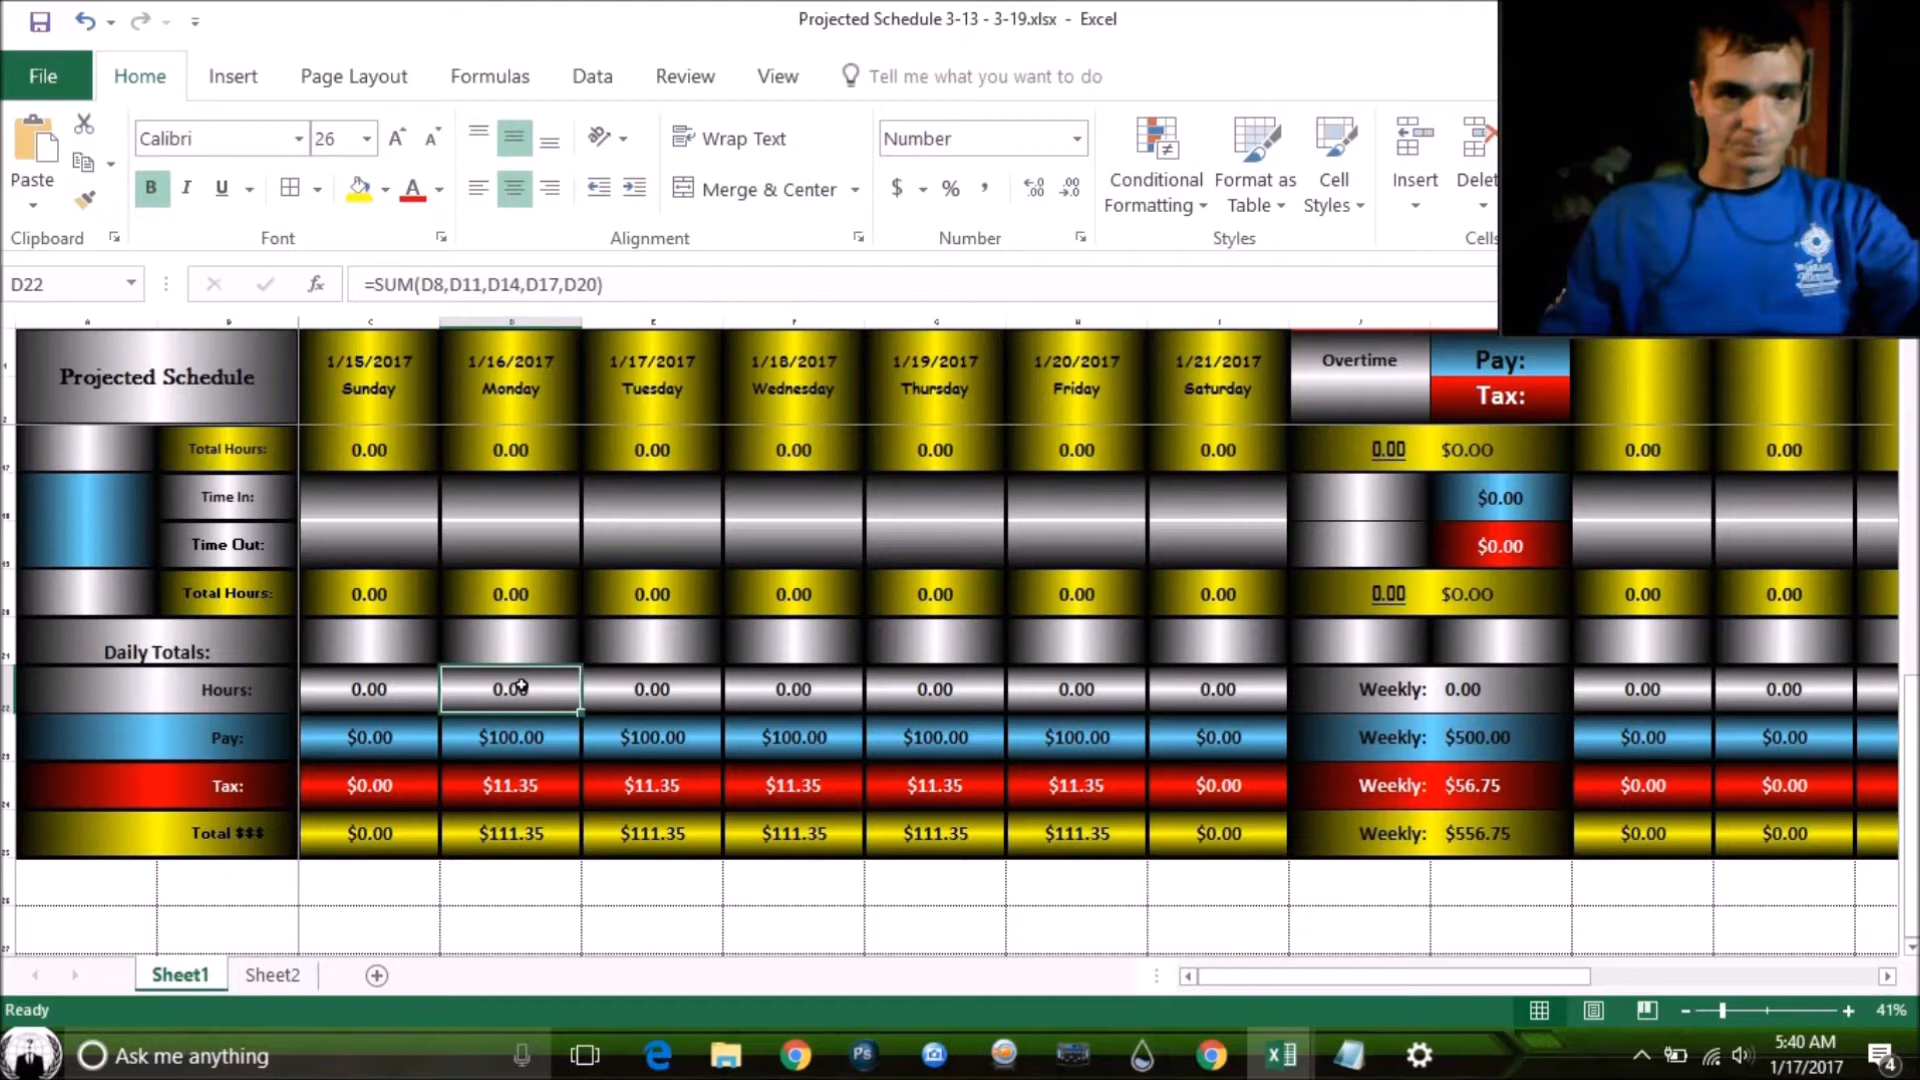 Projected Schedule 3-13 - 3-19.xlsx - Excel
File Home Insert Page Layout Formulas Data Review View Tell me what you want to do
Paste
Calibri 26
B I U
Wrap Text
Merge & Center
Number
$ % ,
Conditional Formatting
Format as Table
Cell Styles
Insert
Delet
Clipboard Font Alignment Number Styles Cells
D22 fx =SUM(D8,D11,D14,D17,D20)
A B C D E F G H I J
Projected Schedule
1/15/2017 Sunday
1/16/2017 Monday
1/17/2017 Tuesday
1/18/2017 Wednesday
1/19/2017 Thursday
1/20/2017 Friday
1/21/2017 Saturday
Overtime
Pay:
Tax:
Total Hours: 0.00 0.00 0.00 0.00 0.00 0.00 0.00 0.00 $0.00 0.00 0.00
Time In: $0.00
Time Out: $0.00
Total Hours: 0.00 0.00 0.00 0.00 0.00 0.00 0.00 0.00 $0.00 0.00 0.00
Daily Totals:
Hours: 0.00 0.00 0.00 0.00 0.00 0.00 0.00 Weekly: 0.00 0.00 0.00
Pay: $0.00 $100.00 $100.00 $100.00 $100.00 $100.00 $0.00 Weekly: $500.00 $0.00 $0.00
Tax: $0.00 $11.35 $11.35 $11.35 $11.35 $11.35 $0.00 Weekly: $56.75 $0.00 $0.00
Total $$$ $0.00 $111.35 $111.35 $111.35 $111.35 $111.35 $0.00 Weekly: $556.75 $0.00 $0.00
Sheet1 Sheet2
Ready 41%
Ask me anything
5:40 AM
1/17/2017
4